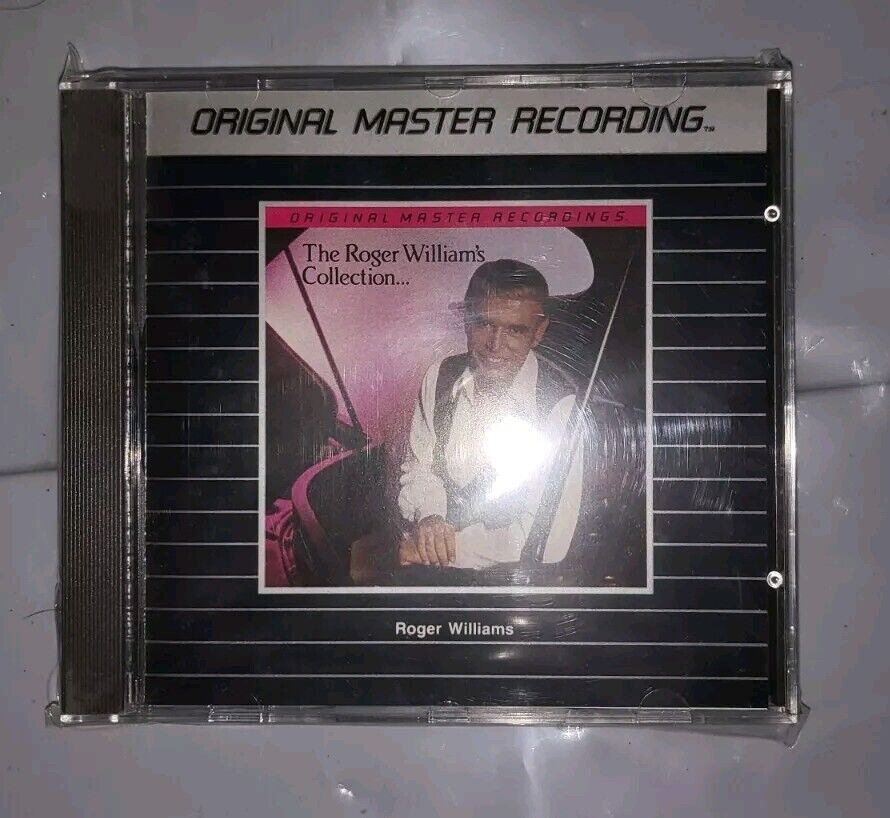 ORIGINAL MASTER RECORDING™
ORIGINAL MASTER RECORDINGS
The Roger William's
Collection...
Roger Williams